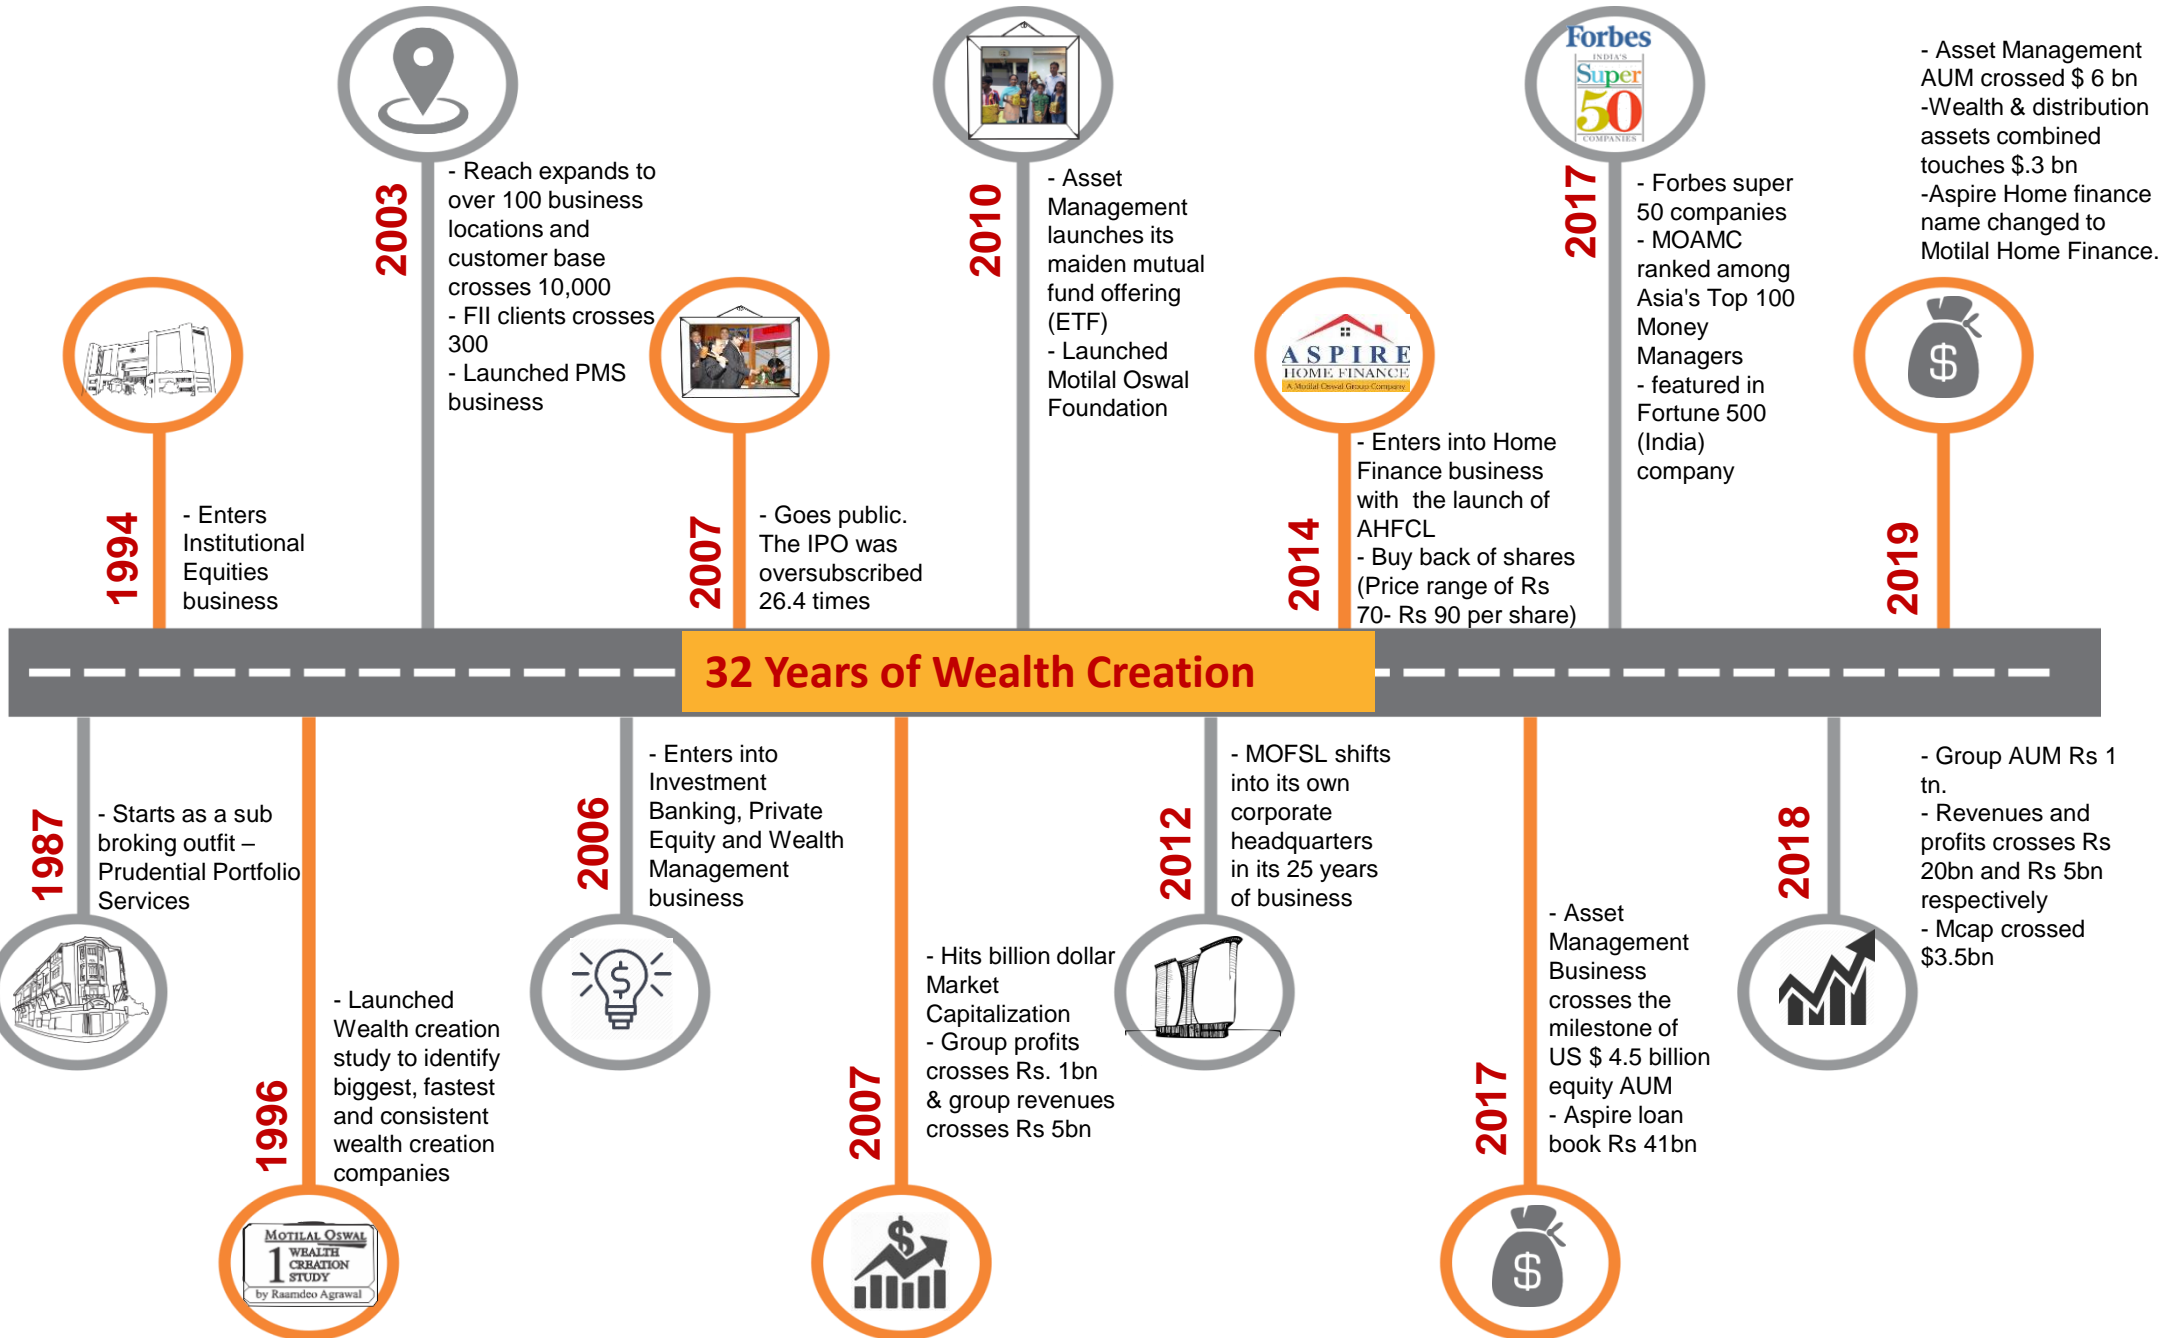 Forbes
INDIA'S
Super
50
COMPANIES
- Asset Management
AUM crossed $ 6 bn
-Wealth & distribution
assets combined
touches $.3 bn
-Aspire Home finance
name changed to
Motilal Home Finance.
2003
- Reach expands to
over 100 business
locations and
customer base
crosses 10,000
- FII clients crosses
300
- Launched PMS
business
2010
- Asset
Management
launches its
maiden mutual
fund offering
(ETF)
- Launched
Motilal Oswal
Foundation
2017
- Forbes super
50 companies
- MOAMC
ranked among
Asia's Top 100
Money
Managers
- featured in
Fortune 500
(India)
company
ASPIRE
HOME FINANCE
A Motilal Oswal Group Company
$
1994
- Enters
Institutional
Equities
business
2007
- Goes public.
The IPO was
oversubscribed
26.4 times
2014
- Enters into Home
Finance business
with  the launch of
AHFCL
- Buy back of shares
(Price range of Rs
70- Rs 90 per share)
2019
32 Years of Wealth Creation
1987
- Starts as a sub
broking outfit –
Prudential Portfolio
Services
1996
- Launched
Wealth creation
study to identify
biggest, fastest
and consistent
wealth creation
companies
MOTILAL OSWAL
1 WEALTH
CREATION
STUDY
by Raamdeo Agrawal
2006
- Enters into
Investment
Banking, Private
Equity and Wealth
Management
business
$
2007
- Hits billion dollar
Market
Capitalization
- Group profits
crosses Rs. 1bn
& group revenues
crosses Rs 5bn
$
2012
- MOFSL shifts
into its own
corporate
headquarters
in its 25 years
of business
2017
- Asset
Management
Business
crosses the
milestone of
US $ 4.5 billion
equity AUM
- Aspire loan
book Rs 41bn
$
2018
- Group AUM Rs 1
tn.
- Revenues and
profits crosses Rs
20bn and Rs 5bn
respectively
- Mcap crossed
$3.5bn